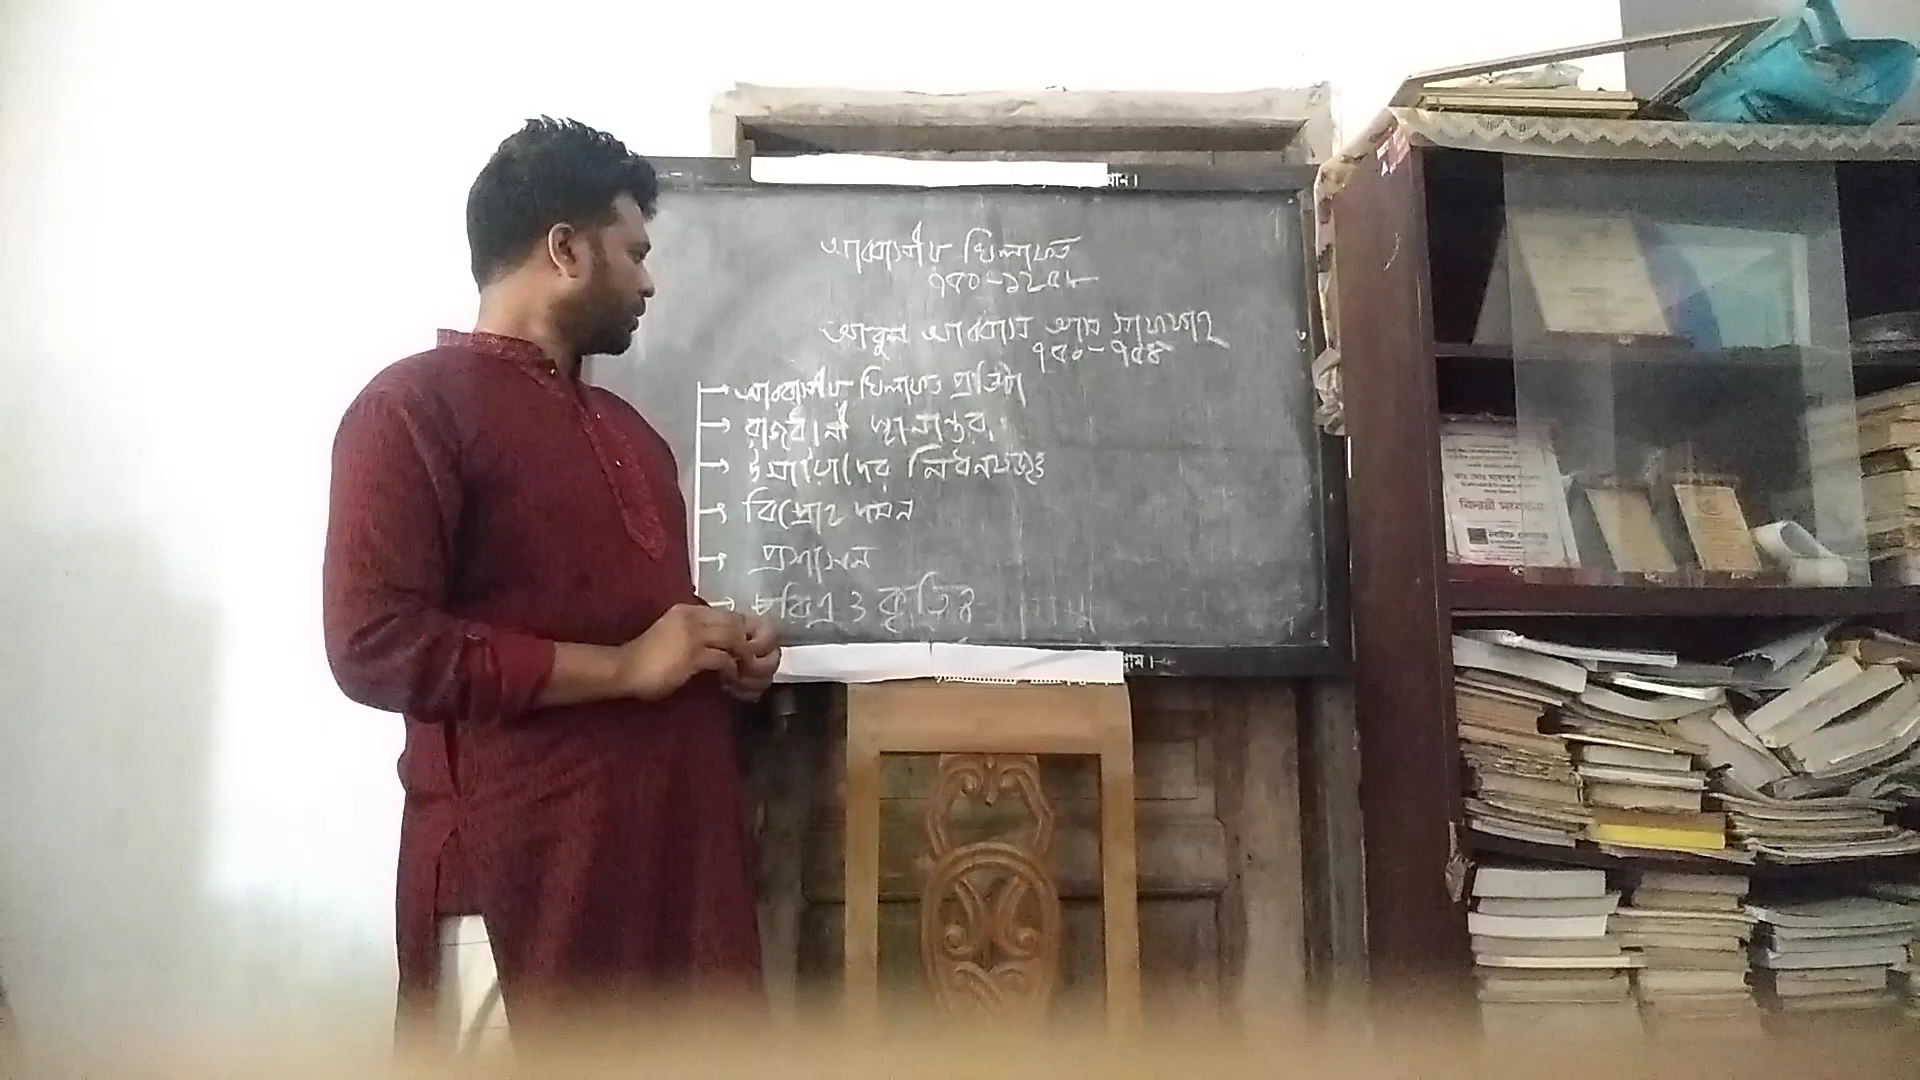 আব্বাসীয় খিলাফত
৭৫০-১২৫৮
আবুল আব্বাস আস সাফফাহ
৭৫০-৭৫৪
আব্বাসীয় খিলাফত প্রতিষ্ঠা
রাজধানী স্থানান্তর
উমাইয়াদের নিধনযজ্ঞ
বিদ্রোহ দমন
প্রশাসন
চরিত্র ও কৃতিত্ব